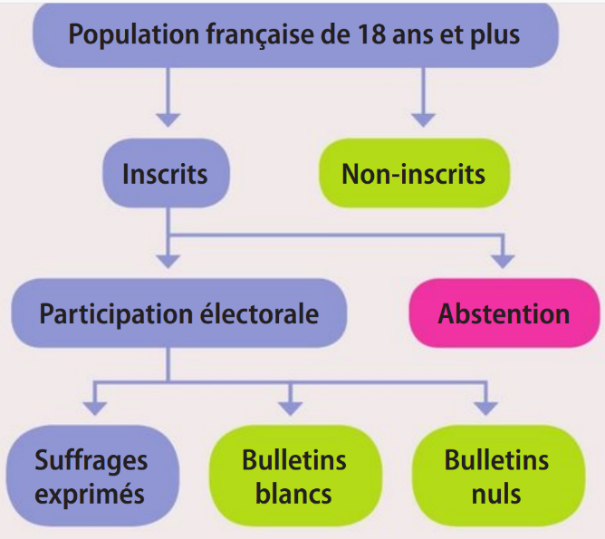 Population française de 18 ans et plus
Inscrits
Non-inscrits
Participation électorale
Abstention
Suffrages
exprimés
Bulletins
blancs
Bulletins
nuls